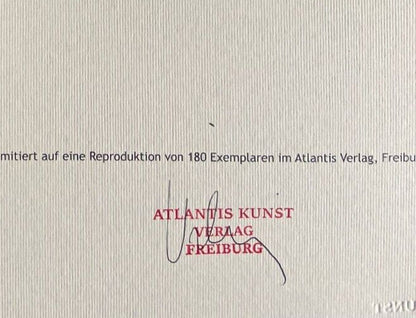 mitiert auf eine Reproduktion von 180 Exemplaren im Atlantis Verlag, Freibu
ATLANTIS KUNST
VERLAG
FREIBURG